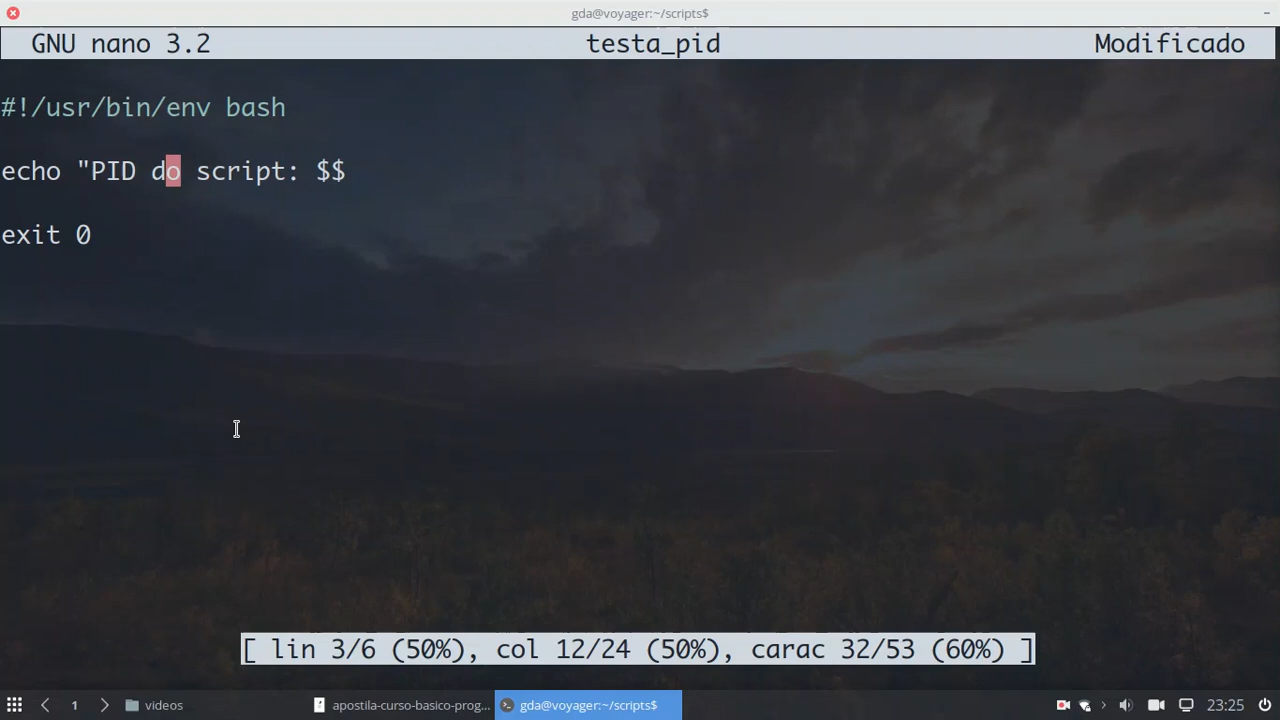 gda@voyager:~/scripts$
GNU nano 3.2 testa_pid Modificado
#!/usr/bin/env bash
echo "PID do script: $$
exit 0
[ lin 3/6 (50%), col 12/24 (50%), carac 32/53 (60%) ]
1 videos apostila-curso-basico-prog... gda@voyager:~/scripts$ 23:25